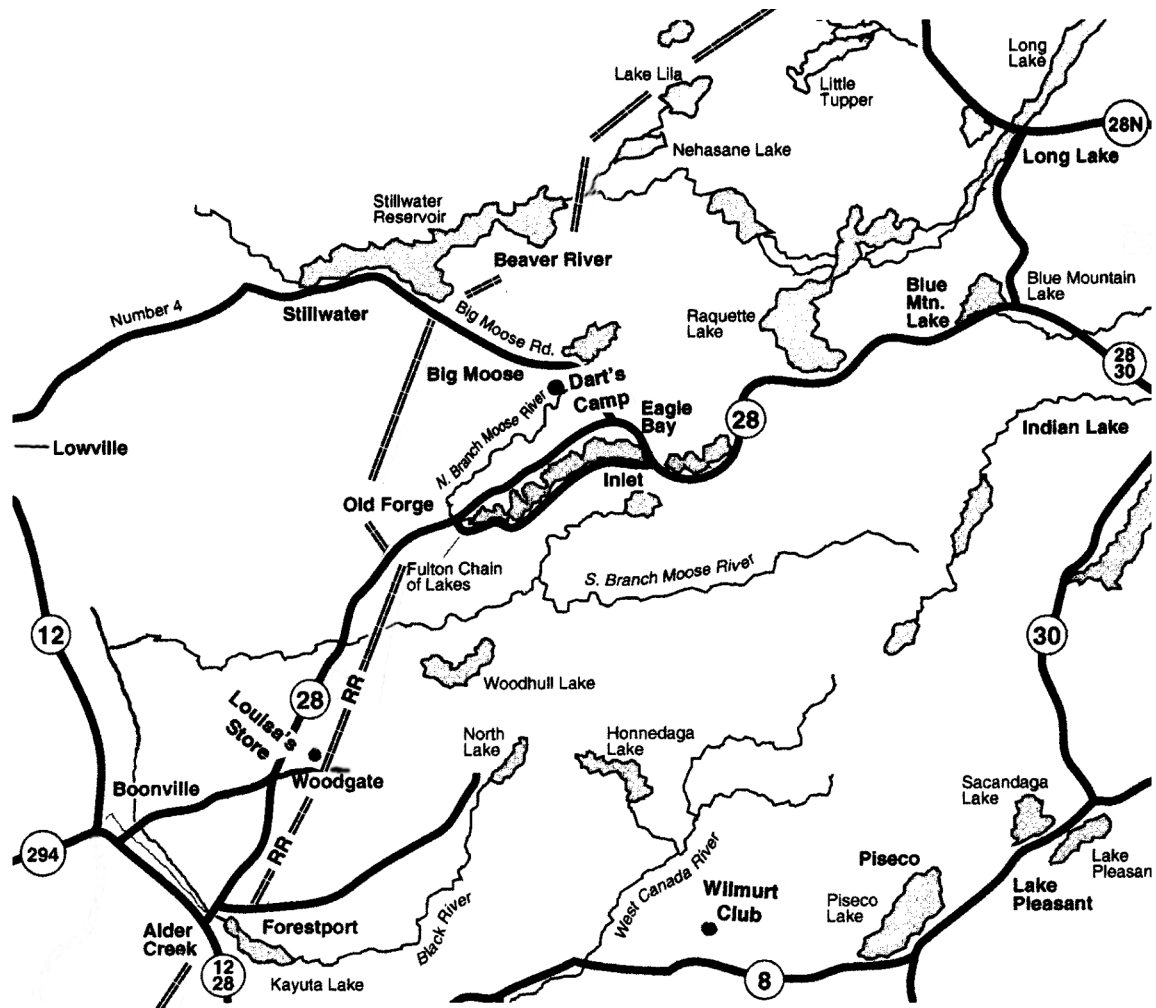 Long
Lake
Lake Lila
Little
Tupper
28N
Nehasane Lake
Long Lake
Stillwater
Reservoir
Beaver River
Blue
Mtn.
Lake
Blue Mountain
Lake
Number 4
Stillwater
Big Moose Rd.
Raquette
Lake
28
30
Big Moose
Dart's
Camp
Eagle
Bay
28
Indian Lake
Lowville
N. Branch Moose River
Inlet
Old Forge
Fulton Chain
of Lakes
S. Branch Moose River
12
30
RR
28
Woodhull Lake
Louisa's
Store
North
Lake
Honnedaga
Lake
Woodgate
Boonville
Sacandaga
Lake
294
RR
Piseco
Lake
Pleasan
West Canada River
Wilmurt
Club
Piseco
Lake
Lake
Pleasant
Black River
Forestport
Alder
Creek
12
28
Kayuta Lake
8